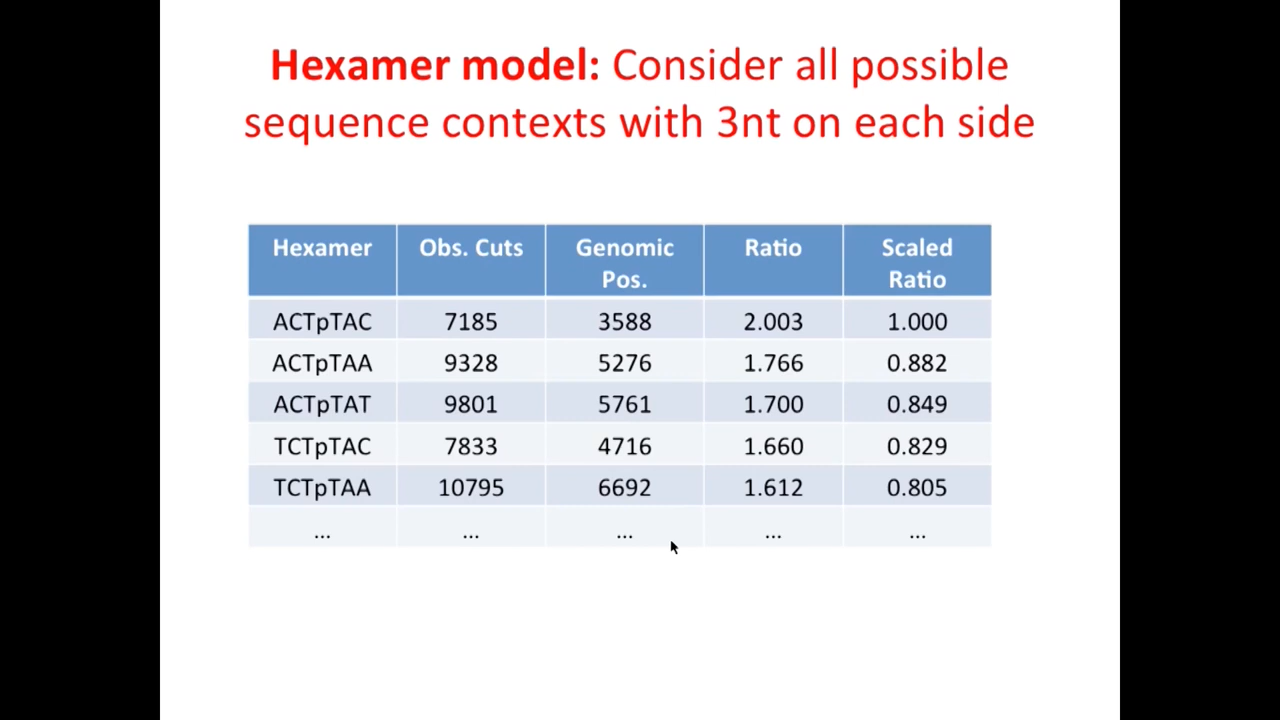 Hexamer model: Consider all possible
sequence contexts with 3nt on each side
Hexamer Obs. Cuts Genomic Pos. Ratio Scaled Ratio
ACTpTAC 7185 3588 2.003 1.000
ACTpTAA 9328 5276 1.766 0.882
ACTpTAT 9801 5761 1.700 0.849
TCTpTAC 7833 4716 1.660 0.829
TCTpTAA 10795 6692 1.612 0.805
... ... ... ... ...